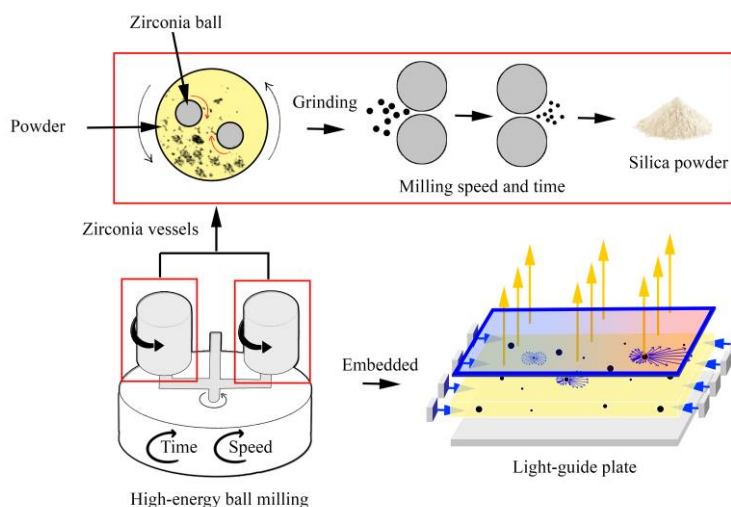 Zirconia ball
Powder
Grinding
Milling speed and time
Silica powder
Zirconia vessels
Embedded
Time
Speed
High-energy ball milling
Light-guide plate